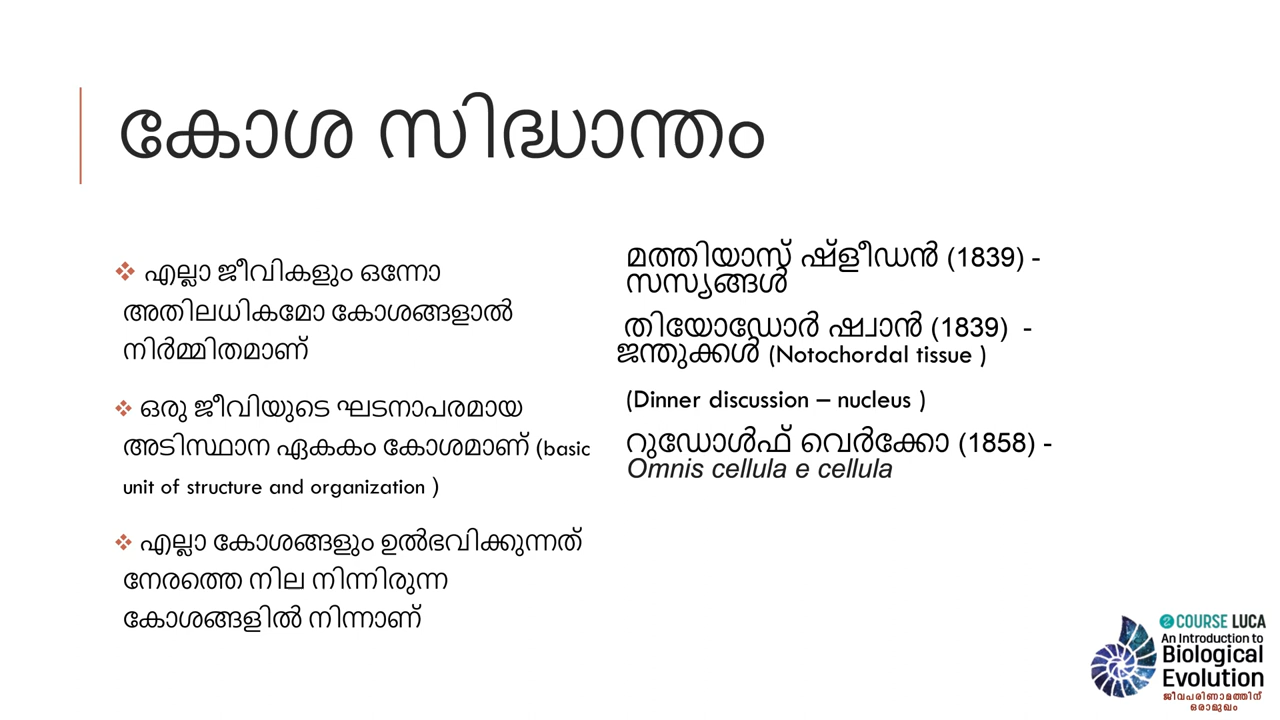 കോശ സിദ്ധാന്തം
എല്ലാ ജീവികളും ഒന്നോ
അതിലധികമോ കോശങ്ങളാൽ
നിർമ്മിതമാണ്
ഒരു ജീവിയുടെ ഘടനാപരമായ
അടിസ്ഥാന ഏകകം കോശമാണ് (basic
unit of structure and organization )
എല്ലാ കോശങ്ങളും ഉൽഭവിക്കുന്നത്
നേരത്തെ നില നിന്നിരുന്ന
കോശങ്ങളിൽ നിന്നാണ്
മത്തിയാസ് ഷ്ളീഡൻ (1839) -
സസ്യങ്ങൾ
തിയോഡോർ ഷ്വാൻ (1839) -
ജന്തുക്കൾ (Notochordal tissue )
(Dinner discussion – nucleus )
റുഡോൾഫ് വെർക്കോ (1858) -
Omnis cellula e cellula
2 COURSE LUCA
An Introduction to
Biological
Evolution
ജീവപരിണാമത്തിന്
ഒരാമുഖം